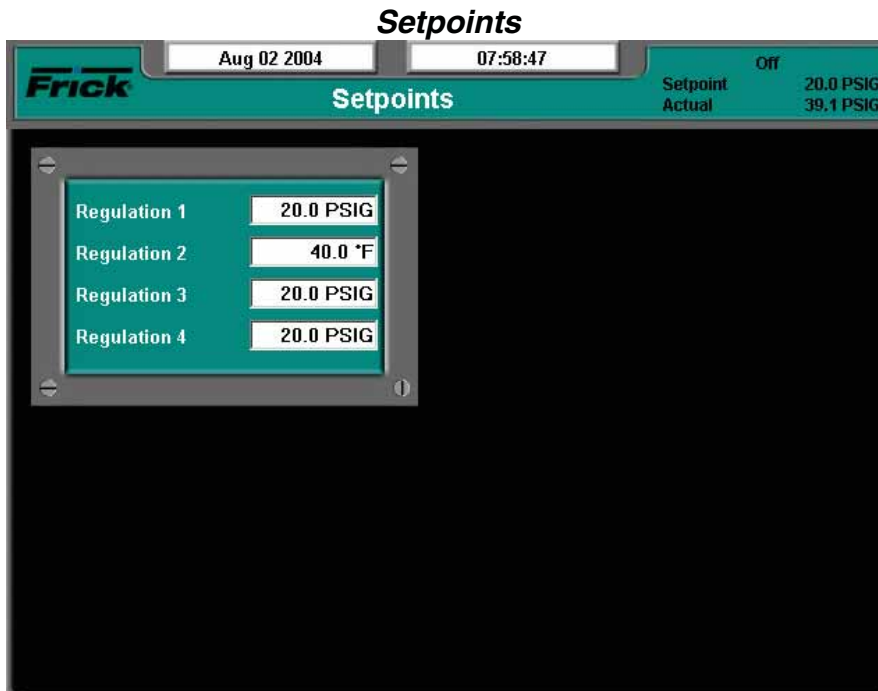 Setpoints
Aug 02 2004 07:58:47 Off
Frick Setpoints Setpoint 20.0 PSIG
Actual 39.1 PSIG
Regulation 1 20.0 PSIG
Regulation 2 40.0 °F
Regulation 3 20.0 PSIG
Regulation 4 20.0 PSIG